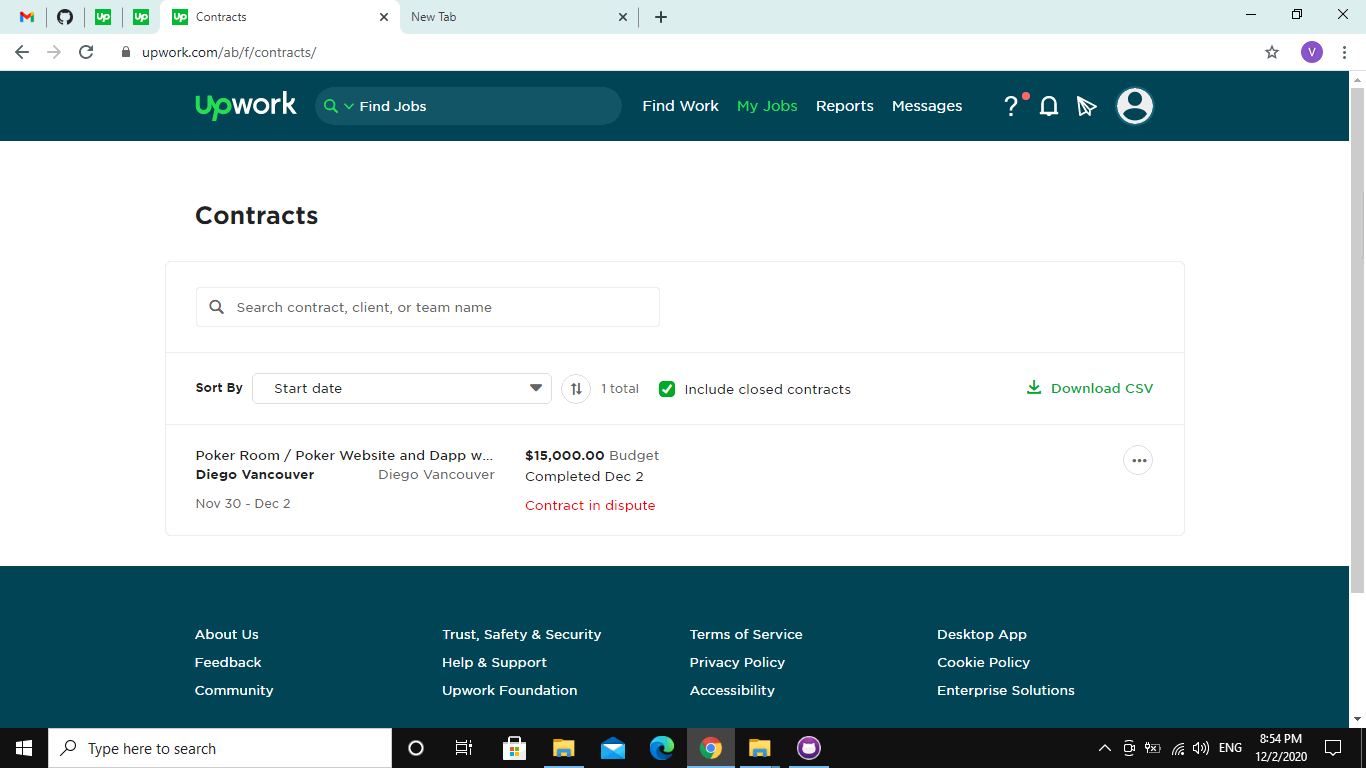 Contracts
New Tab
upwork.com/ab/f/contracts/
V
upwork
Find Jobs
Find Work
My Jobs
Reports
Messages
?
Contracts
Search contract, client, or team name
Sort By
Start date
1 total
Include closed contracts
Download CSV
Poker Room / Poker Website and Dapp w...
$15,000.00 Budget
Diego Vancouver
Diego Vancouver
Completed Dec 2
Nov 30 - Dec 2
Contract in dispute
About Us
Trust, Safety & Security
Terms of Service
Desktop App
Feedback
Help & Support
Privacy Policy
Cookie Policy
Community
Upwork Foundation
Accessibility
Enterprise Solutions
Type here to search
ENG
8:54 PM
12/2/2020